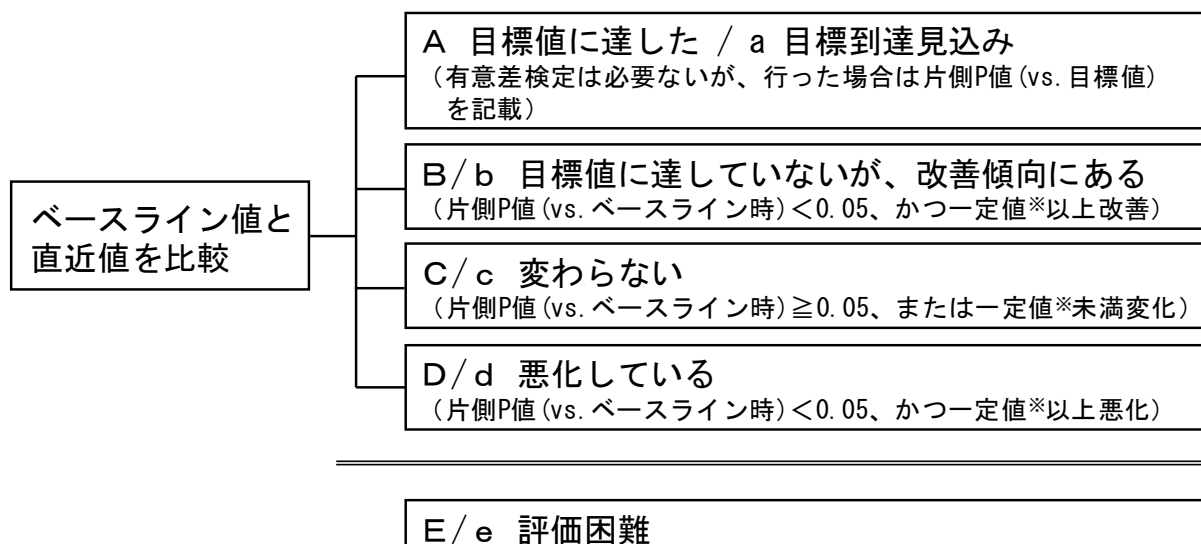 A 目標値に達した / a 目標到達見込み
（有意差検定は必要ないが、行った場合は片側P値(vs.目標値)
を記載）
B/b 目標値に達していないが、改善傾向にある
（片側P値(vs.ベースライン時)<0.05、かつ一定値※以上改善）
ベースライン値と
直近値を比較
C/c 変わらない
（片側P値(vs.ベースライン時)≧0.05、または一定値※未満変化）
D/d 悪化している
（片側P値(vs.ベースライン時)<0.05、かつ一定値※以上悪化）
E/e 評価困難